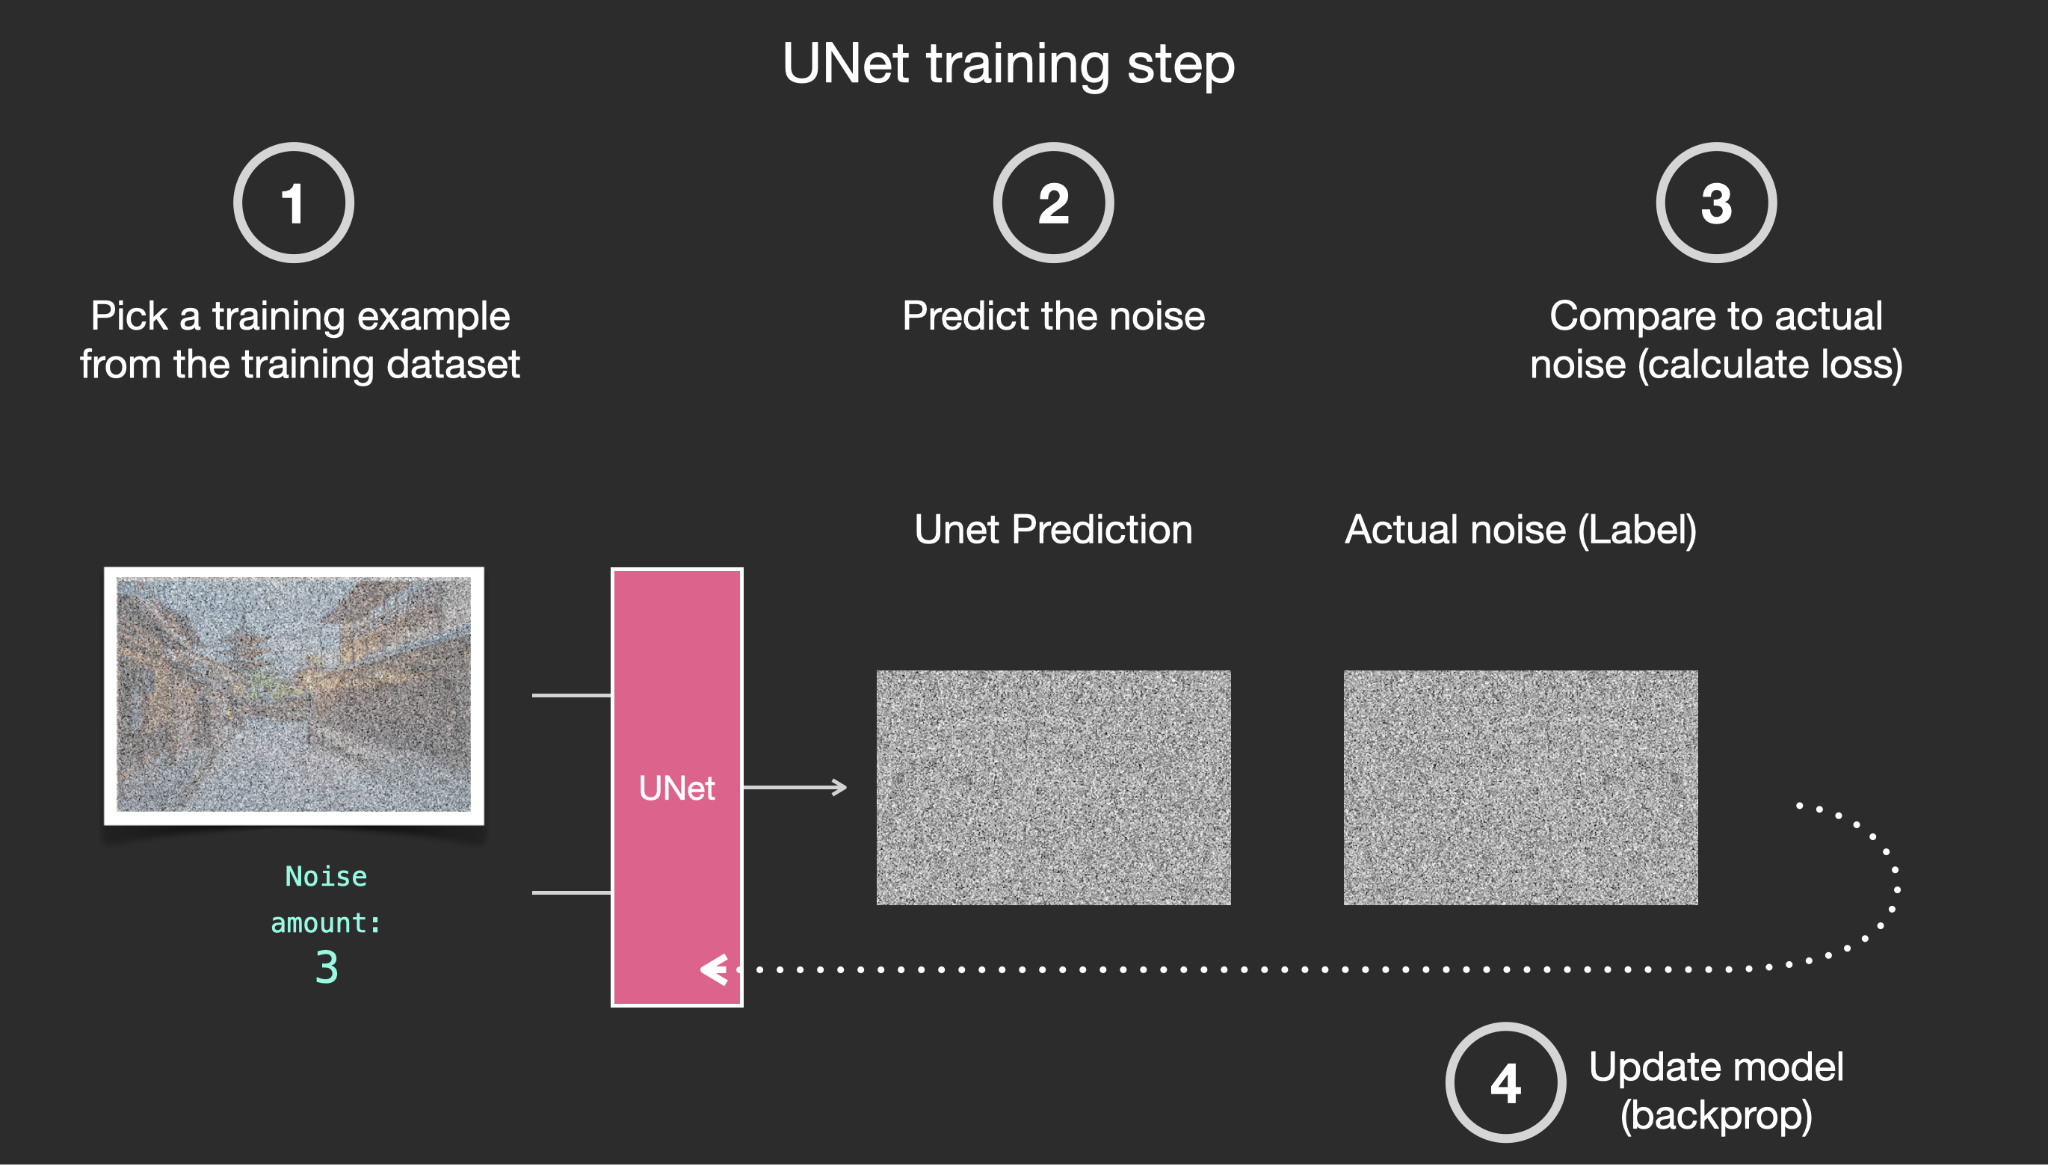 UNet training step
1
Pick a training example
from the training dataset
2
Predict the noise
3
Compare to actual
noise (calculate loss)
Unet Prediction
Actual noise (Label)
UNet
Noise
amount:
3
4
Update model
(backprop)